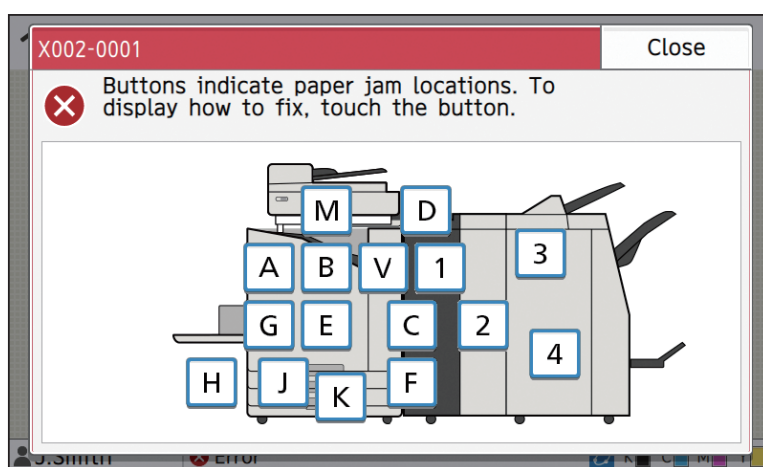 X002-0001
Close
Buttons indicate paper jam locations. To
display how to fix, touch the button.
M
D
A
B
V
1
3
G
E
C
2
4
H
J
K
F
J.Smith
Error
K
C
M
Y